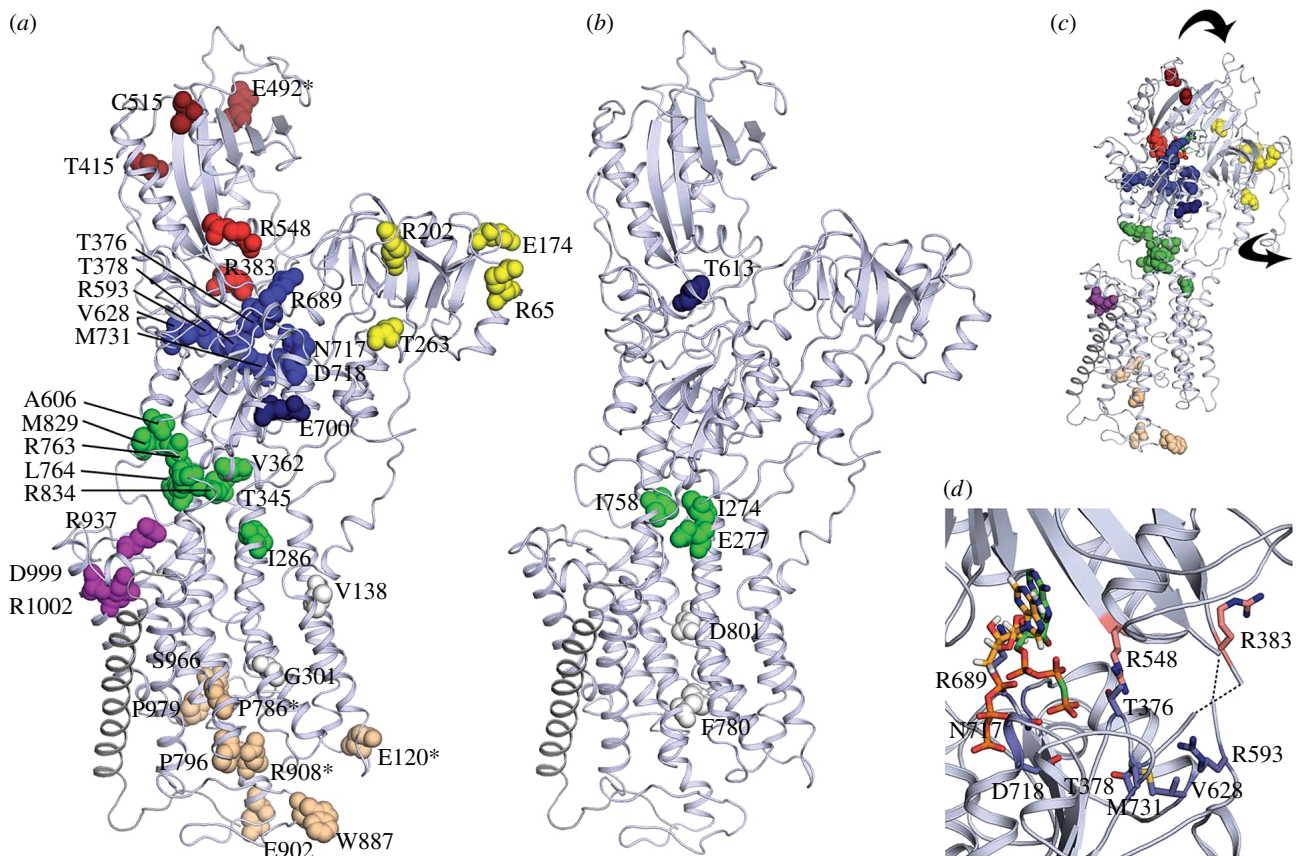 (a)
E492*
C515
T415
R548
T376
T378
R593
V628
M731
R383
R689
R202
E174
R65
T263
N717
D718
E700
A606
M829
R763
L764
R834
V362
T345
R937
I286
D999
R1002
V138
S966
G301
P979
P786*
P796
R908*
E120*
E902
W887
(b)
T613
I758
I274
E277
D801
F780
(c)
(d)
R383
R548
R689
T376
N717
R593
D718
T378
V628
M731